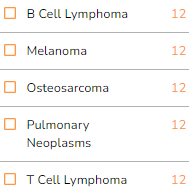 B Cell Lymphoma 12
Melanoma 12
Osteosarcoma 12
Pulmonary 12
Neoplasms
T Cell Lymphoma 12